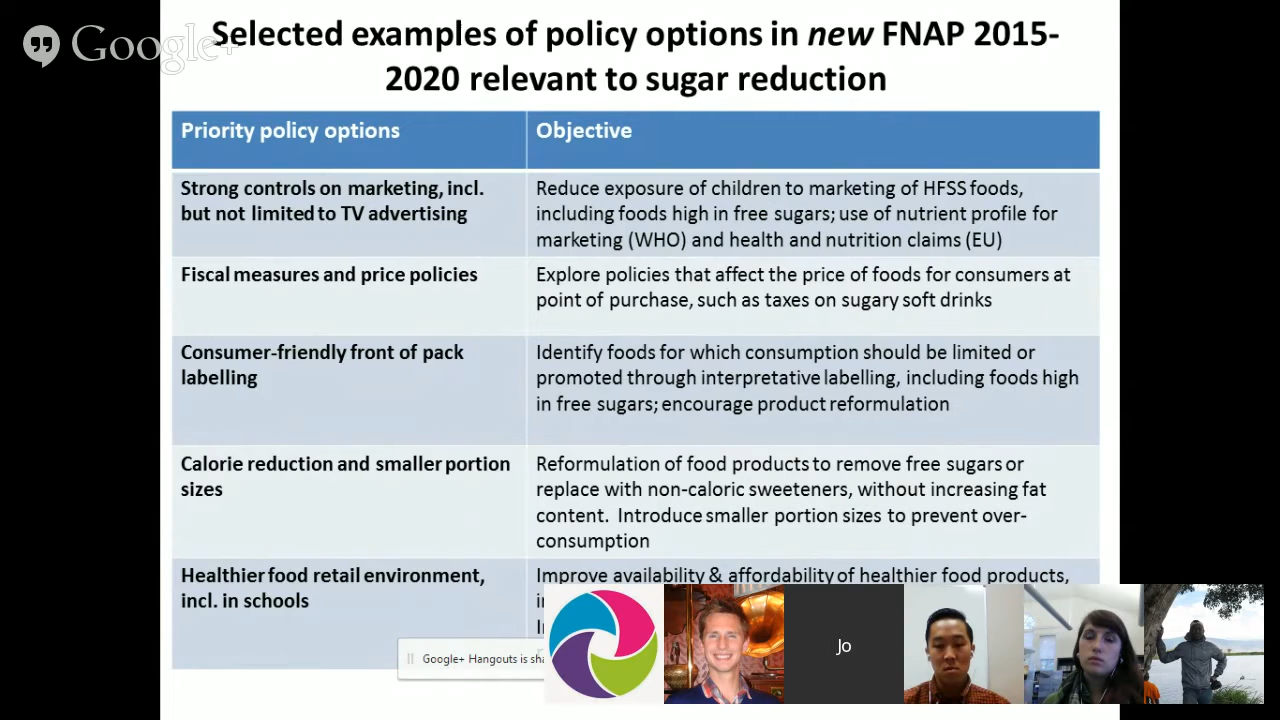 Google+
Selected examples of policy options in new FNAP 2015-
2020 relevant to sugar reduction
Priority policy options
Objective
Strong controls on marketing, incl.
but not limited to TV advertising
Reduce exposure of children to marketing of HFSS foods,
including foods high in free sugars; use of nutrient profile for
marketing (WHO) and health and nutrition claims (EU)
Fiscal measures and price policies
Explore policies that affect the price of foods for consumers at
point of purchase, such as taxes on sugary soft drinks
Consumer-friendly front of pack
labelling
Identify foods for which consumption should be limited or
promoted through interpretative labelling, including foods high
in free sugars; encourage product reformulation
Calorie reduction and smaller portion
sizes
Reformulation of food products to remove free sugars or
replace with non-caloric sweeteners, without increasing fat
content. Introduce smaller portion sizes to prevent over-
consumption
Healthier food retail environment,
incl. in schools
Improve availability & affordability of healthier food products,
Google+ Hangouts is
Jo